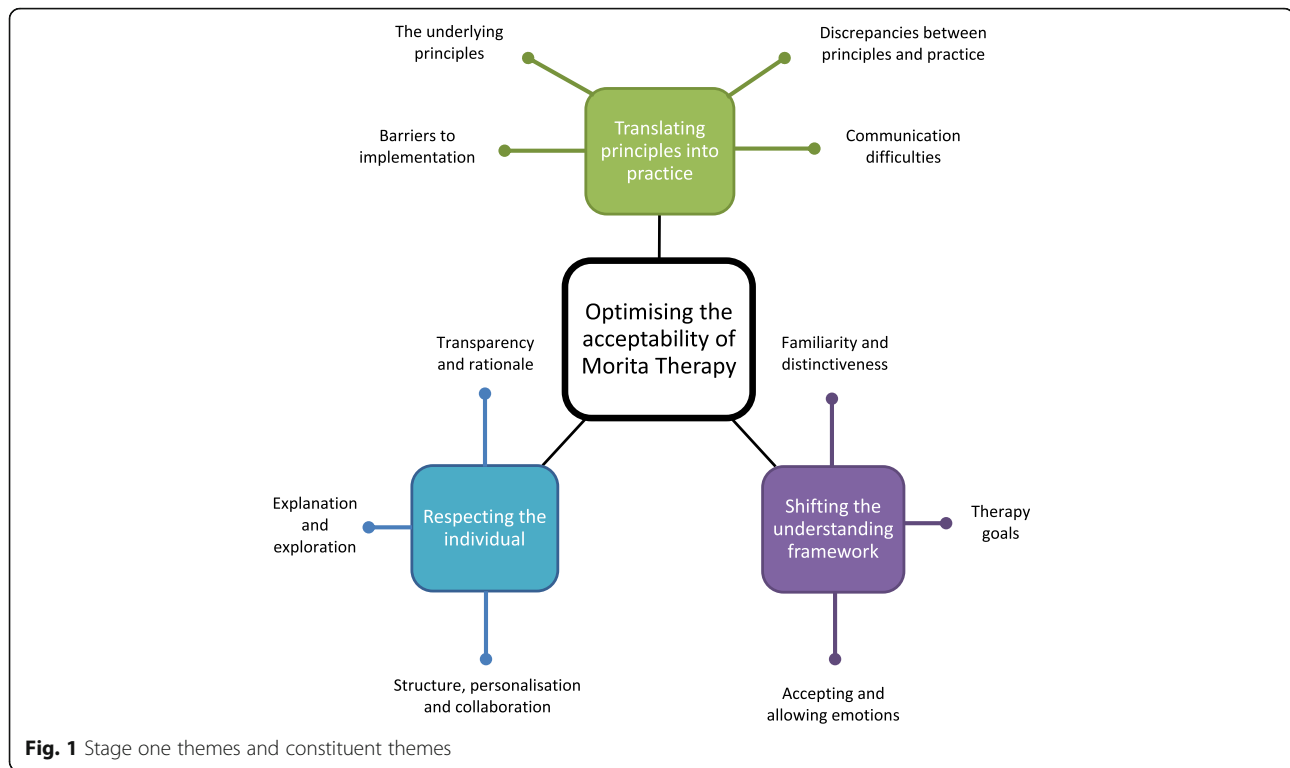 The underlying
principles
Discrepancies between
principles and practice
Barriers to
implementation
Translating
principles into
practice
Communication
difficulties
Optimising the
acceptability of
Morita Therapy
Transparency
and rationale
Familiarity and
distinctiveness
Explanation
and
exploration
Respecting the
individual
Shifting the
understanding
framework
Therapy
goals
Structure, personalisation
and collaboration
Accepting and
allowing emotions
Fig. 1 Stage one themes and constituent themes